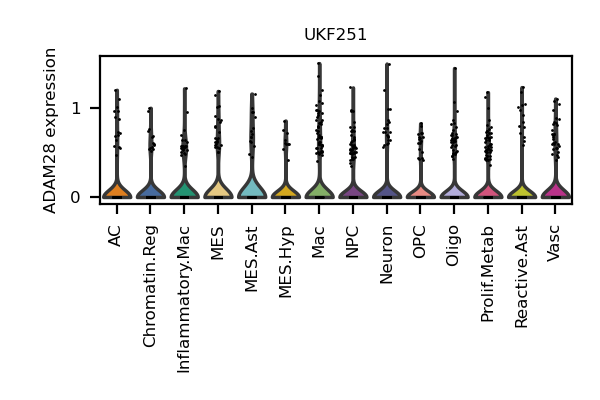 UKF251
ADAM28 expression
1
0
AC
Chromatin.Reg
Inflammatory.Mac
MES
MES.Ast
MES.Hyp
Mac
NPC
Neuron
OPC
Oligo
Prolif.Metab
Reactive.Ast
Vasc